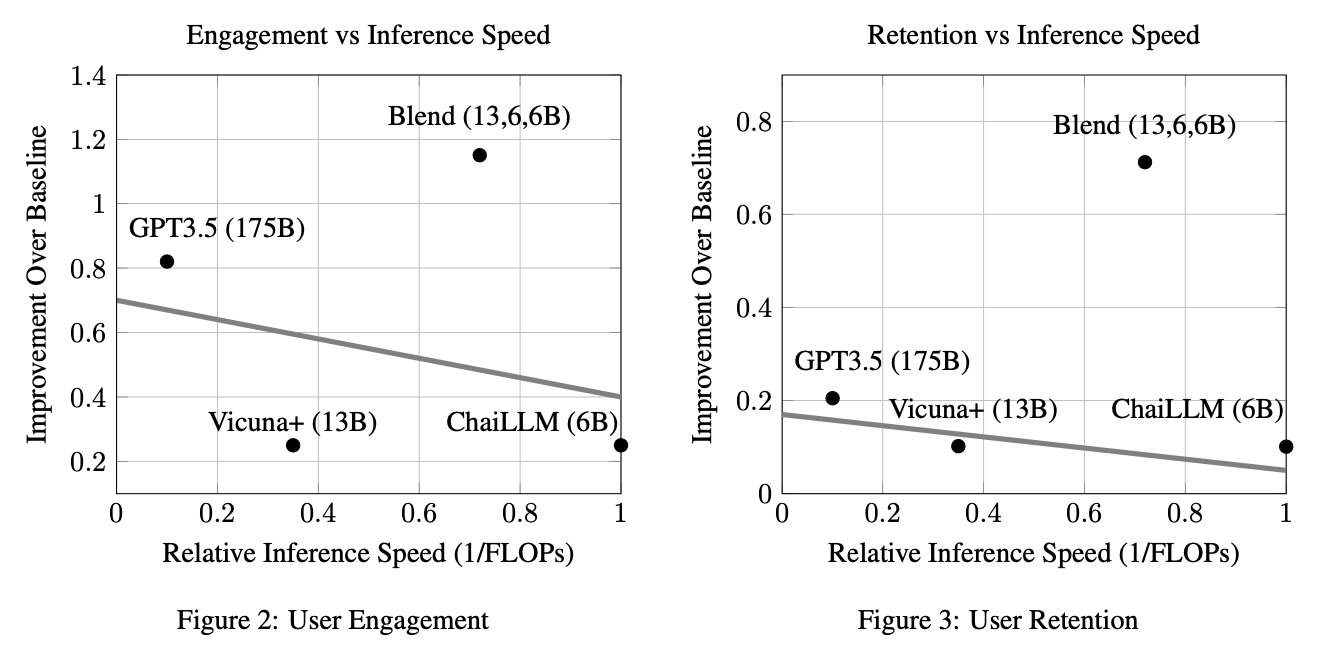 Engagement vs Inference Speed
1.4
1.2
1
0.8
0.6
0.4
0.2
Improvement Over Baseline
Blend (13,6,6B)
GPT3.5 (175B)
Vicuna+ (13B)
ChaiLLM (6B)
0 0.2 0.4 0.6 0.8 1
Relative Inference Speed (1/FLOPs)
Figure 2: User Engagement
Retention vs Inference Speed
0.8
0.6
0.4
0.2
0
Improvement Over Baseline
Blend (13,6,6B)
GPT3.5 (175B)
Vicuna+ (13B)
ChaiLLM (6B)
0 0.2 0.4 0.6 0.8 1
Relative Inference Speed (1/FLOPs)
Figure 3: User Retention